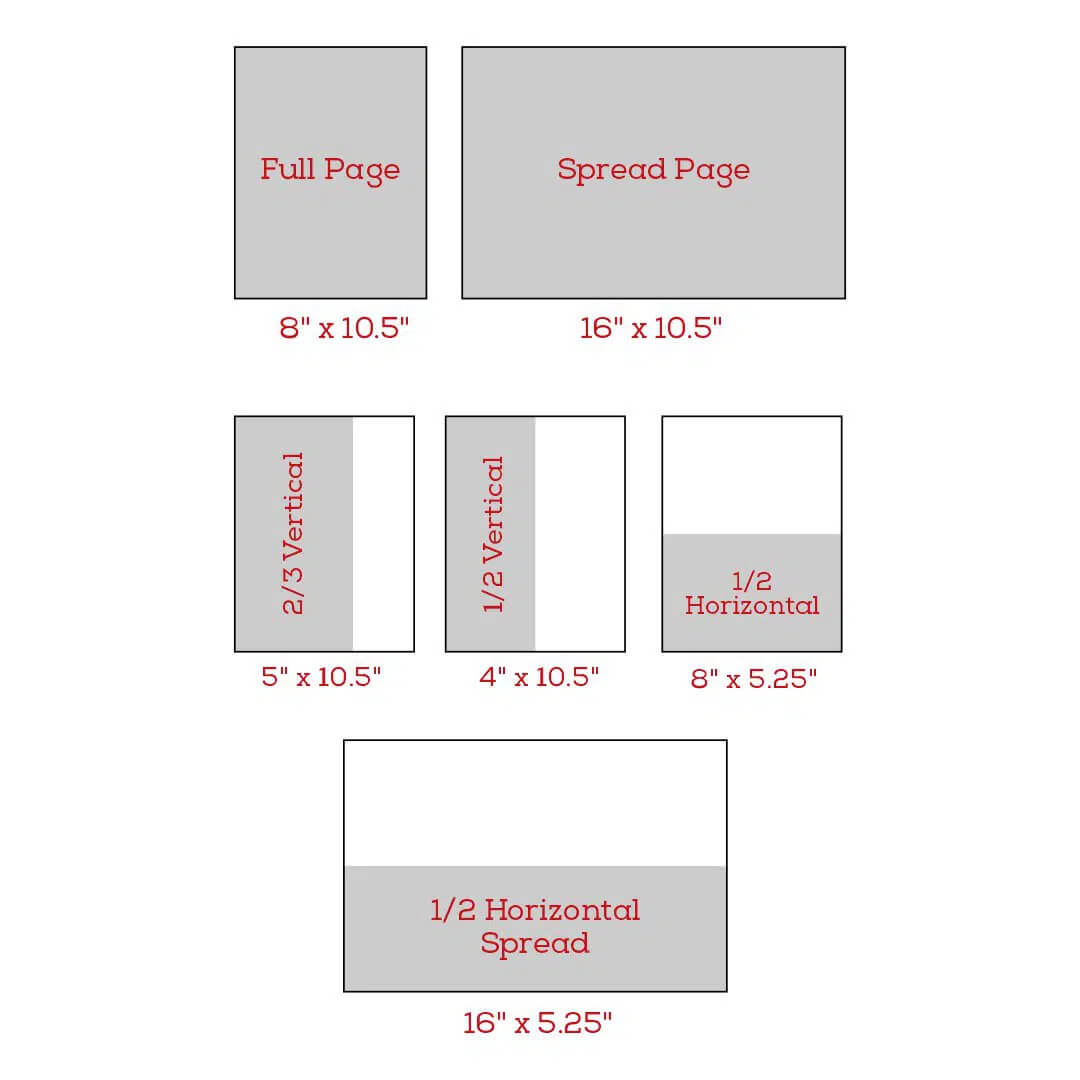 Full Page
Spread Page
8" x 10.5"
16" x 10.5"
2/3 Vertical
1/2 Vertical
1/2
Horizontal
5" x 10.5"
4" x 10.5"
8" x 5.25"
1/2 Horizontal
Spread
16" x 5.25"